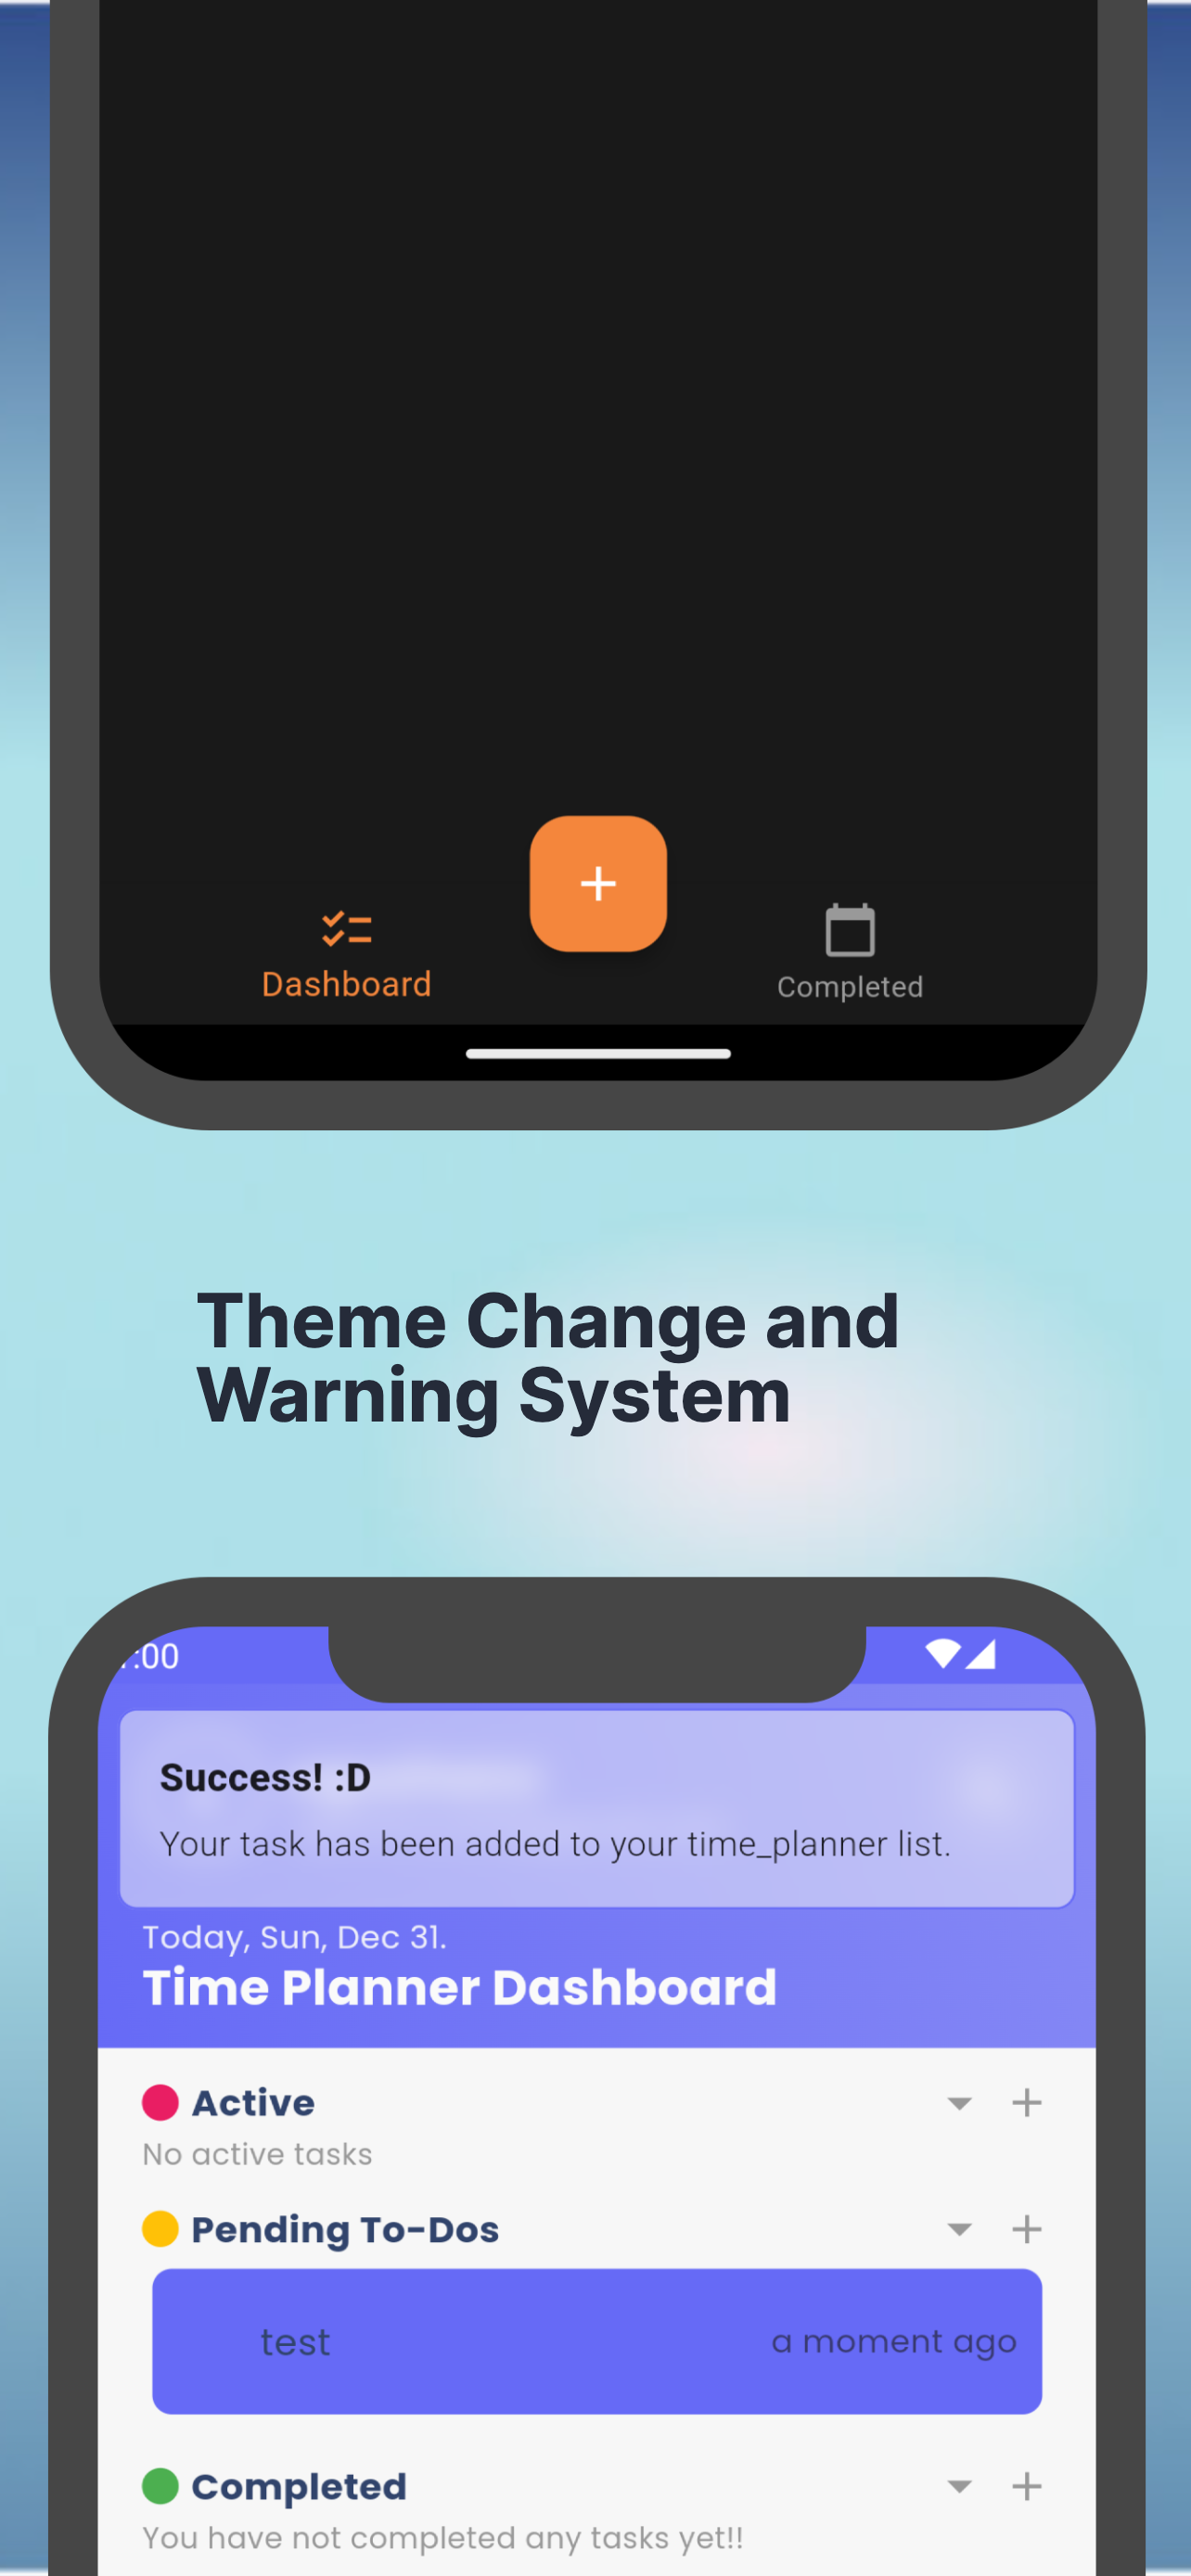 Dashboard
Completed
Theme Change and
Warning System
:00
Success! :D
Your task has been added to your time_planner list.
Today, Sun, Dec 31.
Time Planner Dashboard
Active
No active tasks
Pending To-Dos
test
a moment ago
Completed
You have not completed any tasks yet!!